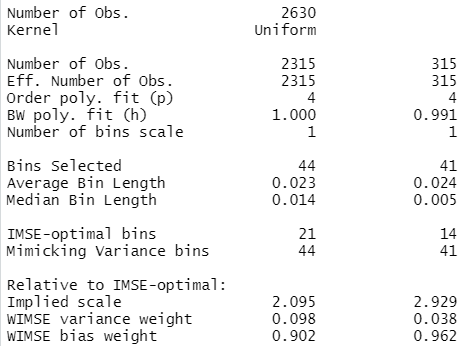 Number of Obs. 2630
Kernel Uniform
Number of Obs. 2315 315
Eff. Number of Obs. 2315 315
Order poly. fit (p) 4 4
BW poly. fit (h) 1.000 0.991
Number of bins scale 1 1
Bins Selected 44 41
Average Bin Length 0.023 0.024
Median Bin Length 0.014 0.005
IMSE-optimal bins 21 14
Mimicking Variance bins 44 41
Relative to IMSE-optimal:
Implied scale 2.095 2.929
WIMSE variance weight 0.098 0.038
WIMSE bias weight 0.902 0.962